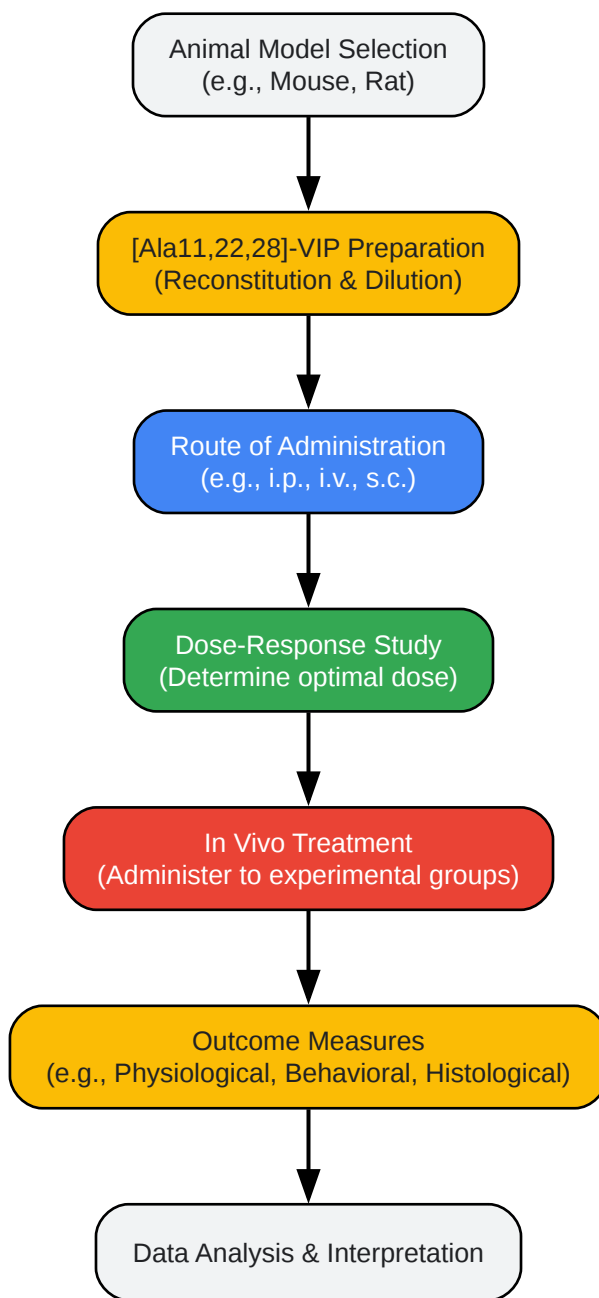 Animal Model Selection
(e.g., Mouse, Rat)
[Ala11,22,28]-VIP Preparation
(Reconstitution & Dilution)
Route of Administration
(e.g., i.p., i.v., s.c.)
Dose-Response Study
(Determine optimal dose)
In Vivo Treatment
(Administer to experimental groups)
Outcome Measures
(e.g., Physiological, Behavioral, Histological)
Data Analysis & Interpretation